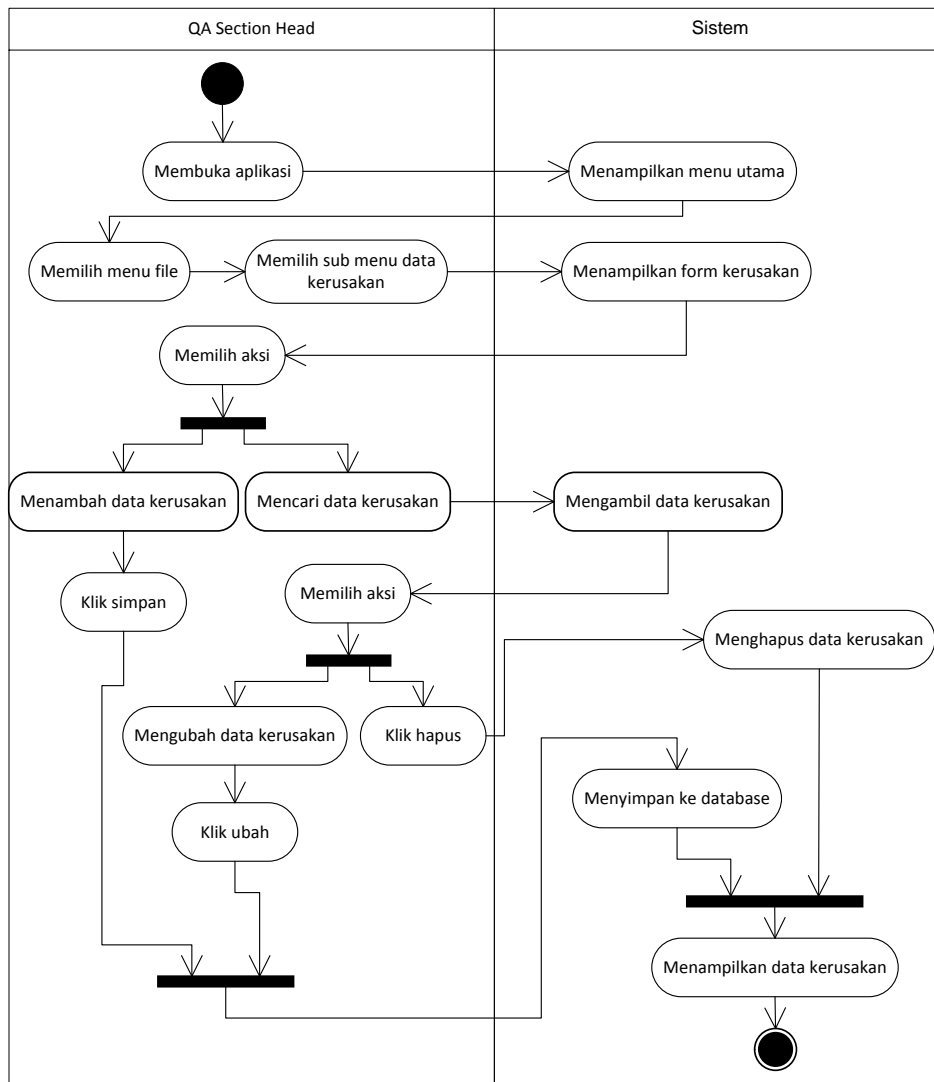 QA Section Head
Sistem
Membuka aplikasi
Menampilkan menu utama
Memilih menu file
Memilih sub menu data
kerusakan
Menampilkan form kerusakan
Memilih aksi
Menambah data kerusakan
Mencari data kerusakan
Mengambil data kerusakan
Klik simpan
Memilih aksi
Menghapus data kerusakan
Mengubah data kerusakan
Klik hapus
Menyimpan ke database
Klik ubah
Menampilkan data kerusakan